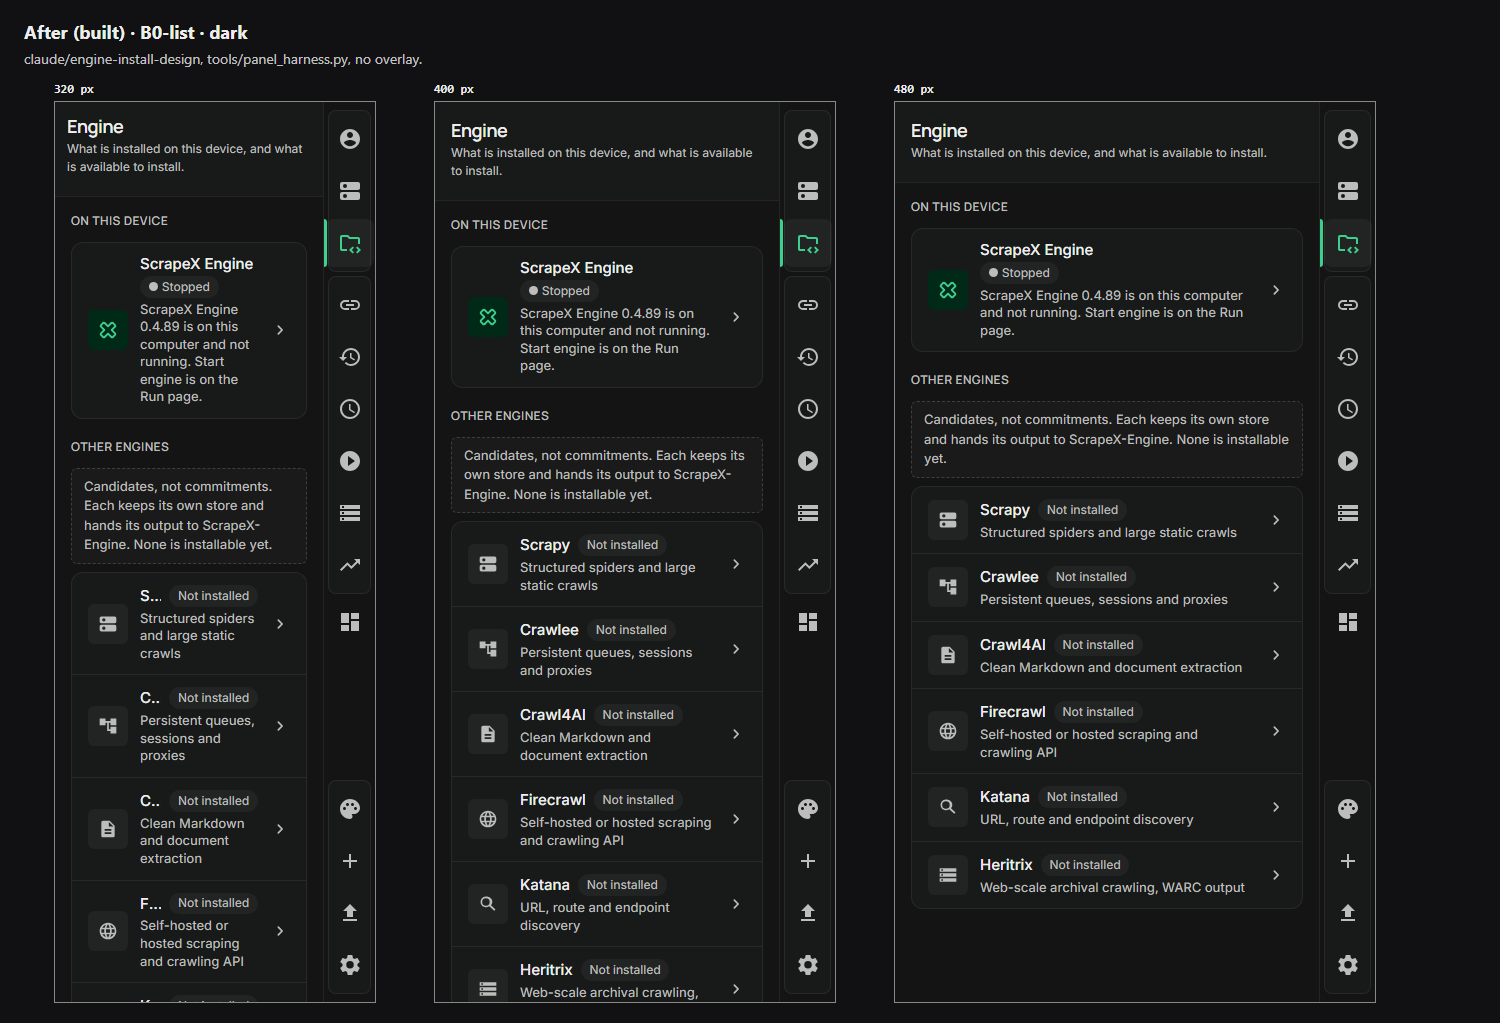 After (built) · B0-list · dark
claude/engine-install-design, tools/panel_harness.py, no overlay.
320 px
Engine
What is installed on this device, and what
is available to install.
ON THIS DEVICE
ScrapeX Engine
Stopped
ScrapeX Engine
0.4.89 is on this
computer and not
running. Start
engine is on the
Run page.
OTHER ENGINES
Candidates, not commitments.
Each keeps its own store and
hands its output to ScrapeX-
Engine. None is installable yet.
S... Not installed
Structured spiders
and large static
crawls
C.. Not installed
Persistent queues,
sessions and
proxies
C.. Not installed
Clean Markdown
and document
extraction
F... Not installed
Self-hosted or
hosted scraping
and crawling API
400 px
Engine
What is installed on this device, and what is available
to install.
ON THIS DEVICE
ScrapeX Engine
Stopped
ScrapeX Engine 0.4.89 is on
this computer and not running.
Start engine is on the Run
page.
OTHER ENGINES
Candidates, not commitments. Each keeps its
own store and hands its output to ScrapeX-
Engine. None is installable yet.
Scrapy Not installed
Structured spiders and large
static crawls
Crawlee Not installed
Persistent queues, sessions
and proxies
Crawl4AI Not installed
Clean Markdown and
document extraction
Firecrawl Not installed
Self-hosted or hosted scraping
and crawling API
Katana Not installed
URL, route and endpoint
discovery
Heritrix Not installed
Web-scale archival crawling,
480 px
Engine
What is installed on this device, and what is available to install.
ON THIS DEVICE
ScrapeX Engine
Stopped
ScrapeX Engine 0.4.89 is on this computer
and not running. Start engine is on the Run
page.
OTHER ENGINES
Candidates, not commitments. Each keeps its own store
and hands its output to ScrapeX-Engine. None is installable
yet.
Scrapy Not installed
Structured spiders and large static crawls
Crawlee Not installed
Persistent queues, sessions and proxies
Crawl4AI Not installed
Clean Markdown and document extraction
Firecrawl Not installed
Self-hosted or hosted scraping and
crawling API
Katana Not installed
URL, route and endpoint discovery
Heritrix Not installed
Web-scale archival crawling, WARC output